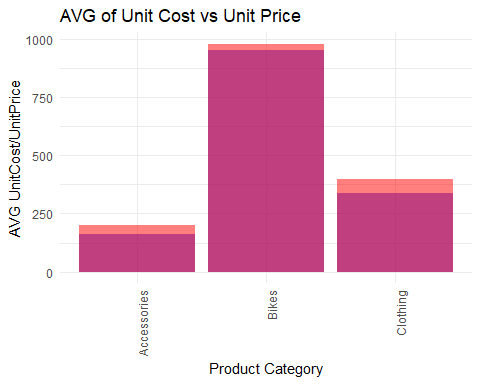 AVG of Unit Cost vs Unit Price
AVG UnitCost/UnitPrice
1000
750
500
250
0
Accessories
Bikes
Clothing
Product Category